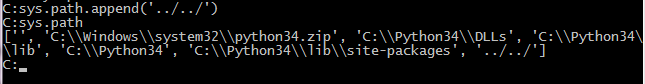 C:sys.path.append('../../')
C:sys.path
['', 'C:\\Windows\\system32\\python34.zip', 'C:\\Python34\\DLLs', 'C:\\Python34\
\lib', 'C:\\Python34', 'C:\\Python34\\lib\\site-packages', '../../']
C:_